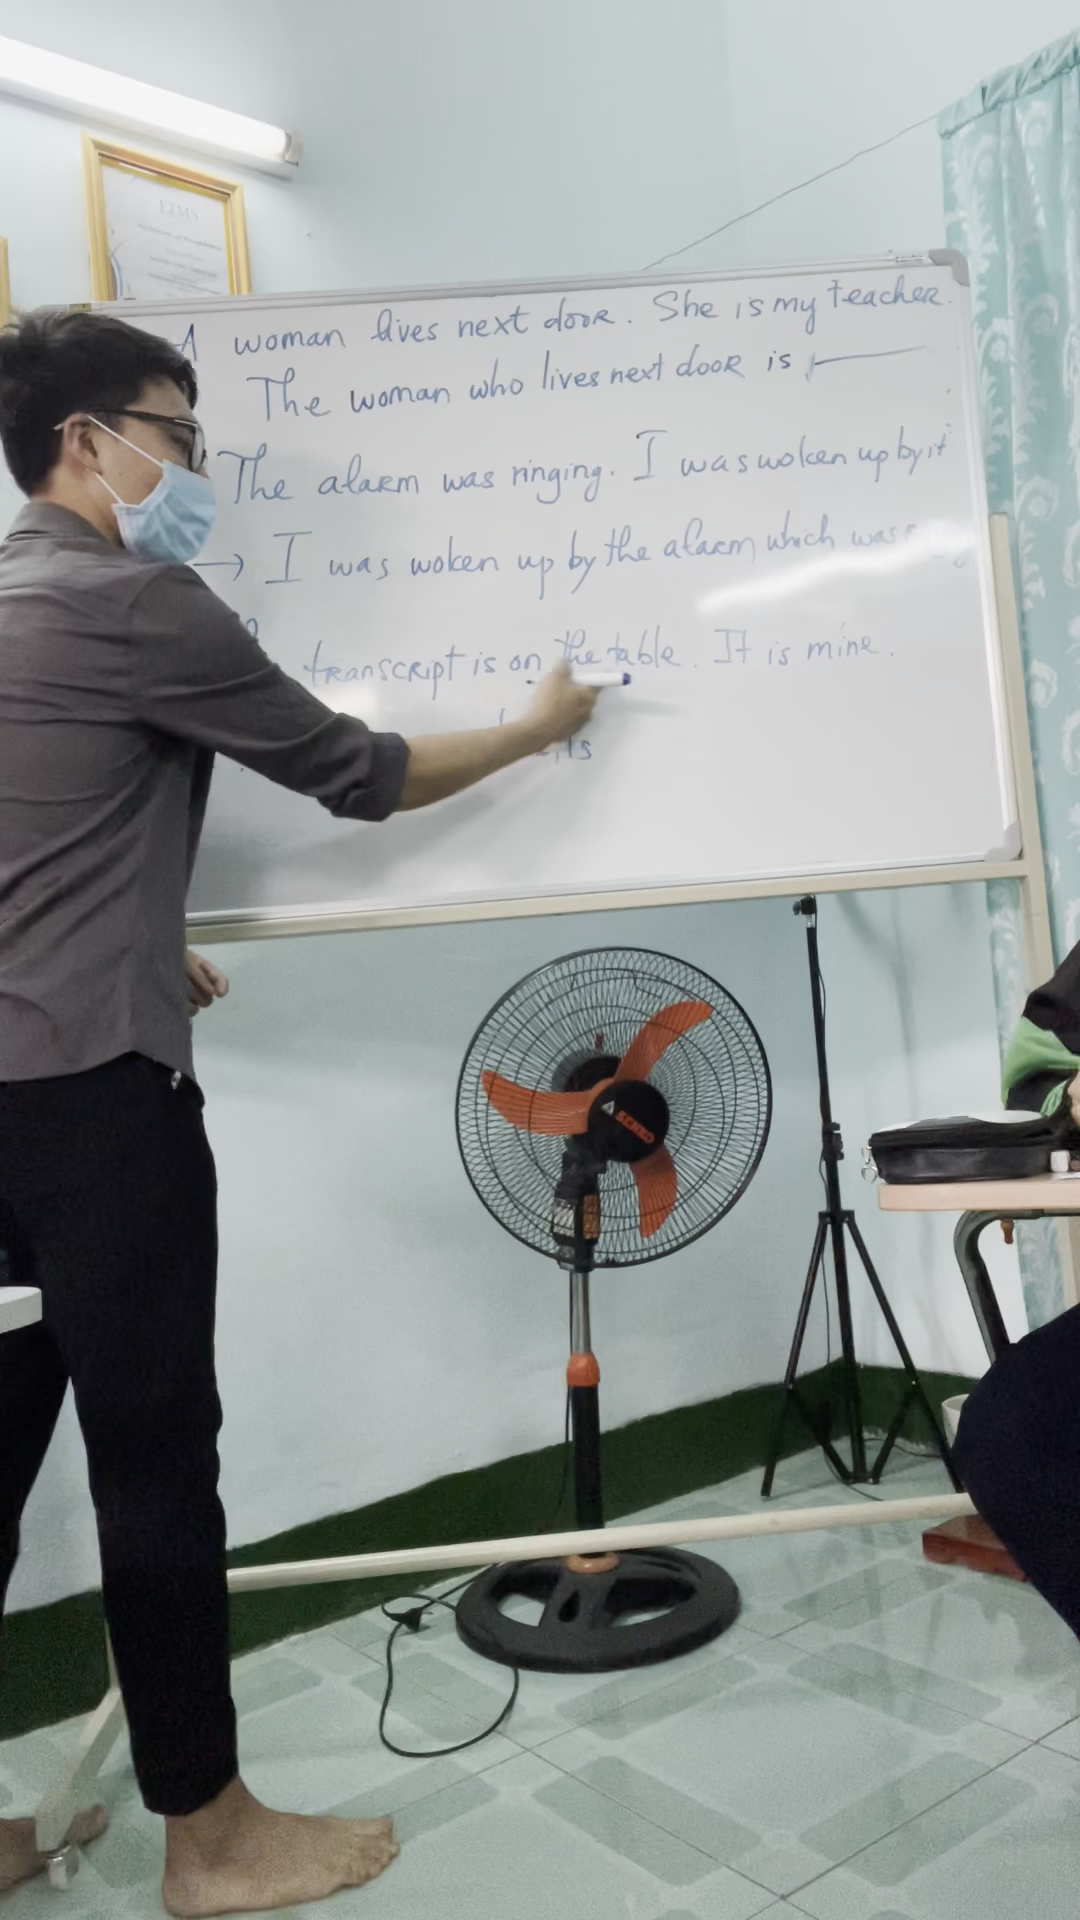 EIMS
A woman lives next door. She is my teacher.
The woman who lives next door is
The alarm was ringing. I was woken up by it
→ I was woken up by the alarm which was
transcript is on the table. It is mine.
is
SENKO